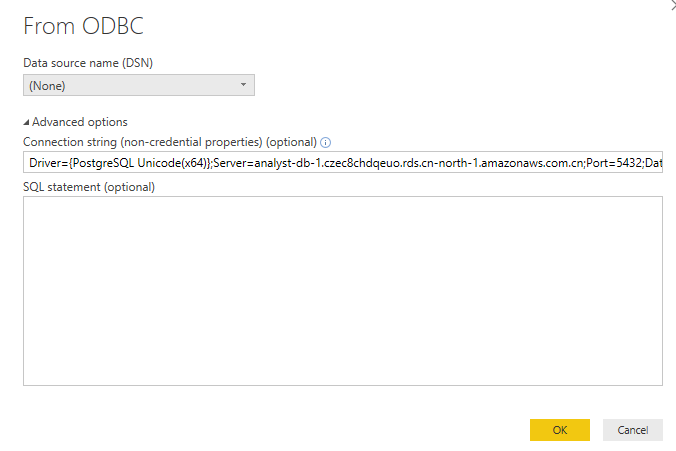 From ODBC
Data source name (DSN)
(None)
Advanced options
Connection string (non-credential properties) (optional)
Driver={PostgreSQL Unicode(x64)};Server=analyst-db-1.czec8chdqeuo.rds.cn-north-1.amazonaws.com.cn;Port=5432;Dat
SQL statement (optional)
OK Cancel